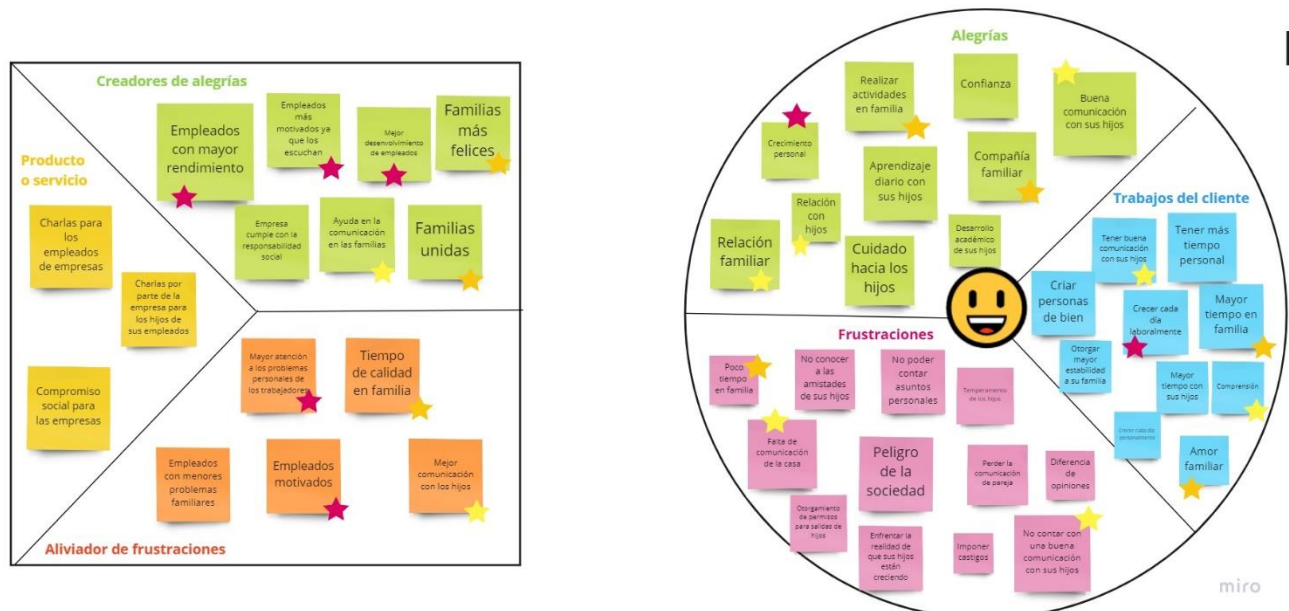 Creadores de alegrías
Empleados
con mayor
rendimiento
Empleados
más
motivados ya
que los
escuchan
Mejor
desenvolvimiento
de empleados
Familias
más
felices
Empresa
cumple con la
responsabilidad
social
Ayuda en la
comunicación
en las familias
Familias
unidas
Producto
o servicio
Charlas para
los
empleados
de empresas
Charlas por
parte de la
empresa para
los hijos de
sus empleados
Compromiso
social para
las empresas
Mayor atención
a los problemas
personales de
los trabajadores
Tiempo
de calidad
en familia
Empleados
con menores
problemas
familiares
Empleados
motivados
Mejor
comunicación
con los hijos
Aliviador de frustraciones
Alegrías
Realizar
actividades
en familia
Confianza
Buena
comunicación
con sus hijos
Crecimiento
personal
Aprendizaje
diario con
sus hijos
Compañía
familiar
Relación
con
hijos
Relación
familiar
Cuidado
hacia los
hijos
Desarrollo
académico
de sus hijos
Trabajos del cliente
Tener buena
comunicación
con sus hijos
Tener más
tiempo
personal
Criar
personas
de bien
Crecer cada
día
laboralmente
Mayor
tiempo en
familia
Otorgar
mayor
estabilidad
a su familia
Mayor
tiempo con
sus hijos
Comprensión
Crecer cada día
personalmente
Amor
familiar
Frustraciones
Poco
tiempo
en familia
No conocer
a las
amistades
de sus hijos
No poder
contar
asuntos
personales
Temperamento
de los hijos
Falta de
comunicación
de la casa
Peligro
de la
sociedad
Perder la
comunicación
de pareja
Diferencia
de
opiniones
Otorgamiento
de permisos
para salidas de
hijos
Enfrentar la
realidad de
que sus hijos
están
creciendo
Imponer
castigos
No contar con
una buena
comunicación
con sus hijos
miro